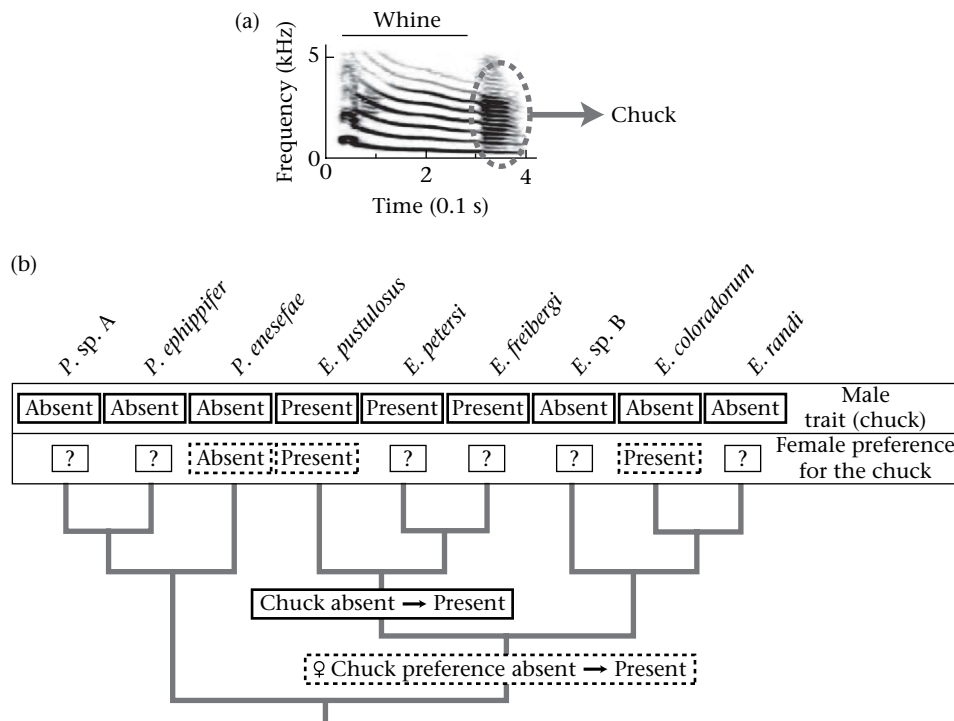 (a)
Whine
Frequency (kHz)
5
0
0
2
4
Time (0.1 s)
Chuck
(b)
P. sp. A
P. ephippifer
P. enesefae
E. pustulosus
E. petersi
E. freibergi
E. sp. B
E. coloradorum
E. randi
Absent Absent Absent Present Present Present Absent Absent Absent
Male
trait (chuck)
? ? Absent Present ? ? ? Present ?
Female preference
for the chuck
Chuck absent → Present
♀ Chuck preference absent → Present